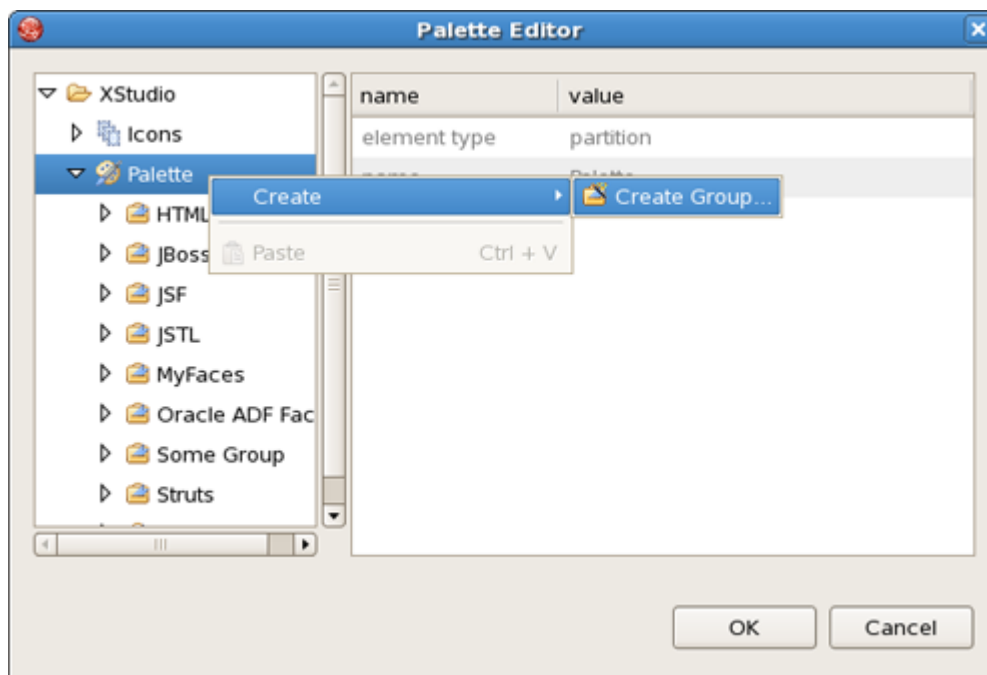 Palette Editor
XStudio
name value
Icons
element type partition
Palette
Create Create Group...
HTML
JBoss Paste Ctrl + V
JSF
JSTL
MyFaces
Oracle ADF Fac
Some Group
Struts
OK Cancel